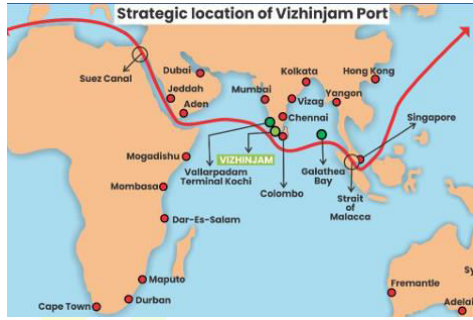 Strategic location of Vizhinjam Port
Suez Canal
Dubai
Jeddah
Aden
Mumbai
Kolkata
Vizag
Chennai
Yangon
Hong Kong
Singapore
Mogadishu
VIZHINJAM
Vallarpadam
Terminal Kochi
Colombo
Galathea
Bay
Strait of
Malacca
Mombasa
Dar-Es-Salam
Maputo
Durban
Cape Town
Fremantle
Sy
Adelai